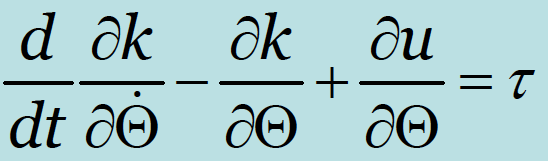 d/dt ∂k/∂Θ̇ − ∂k/∂Θ + ∂u/∂Θ = τ